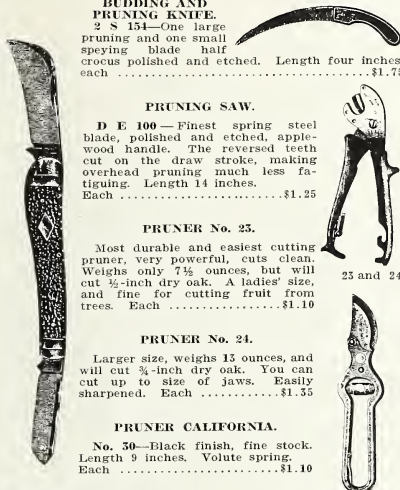 BUDDING AND
PRUNING KNIFE.
2 S 154—One large
pruning and one small
speying blade half
crocus polished and etched. Length four inches
each ..............................$1.75
PRUNING SAW.
D E 100—Finest spring steel
blade, polished and etched, apple-
wood handle. The reversed teeth
cut on the draw stroke, making
overhead pruning much less fa-
tiguing. Length 14 inches.
Each ......................$1.25
PRUNER No. 23.
Most durable and easiest cutting
pruner, very powerful, cuts clean.
Weighs only 7½ ounces, but will
cut ½-inch dry oak. A ladies' size,
and fine for cutting fruit from
trees. Each .................$1.10
23 and 24
PRUNER No. 24.
Larger size, weighs 13 ounces, and
will cut ¾-inch dry oak. You can
cut up to size of jaws. Easily
sharpened. Each ............$1.35
PRUNER CALIFORNIA.
No. 30—Black finish, fine stock.
Length 9 inches. Volute spring.
Each .......................$1.10